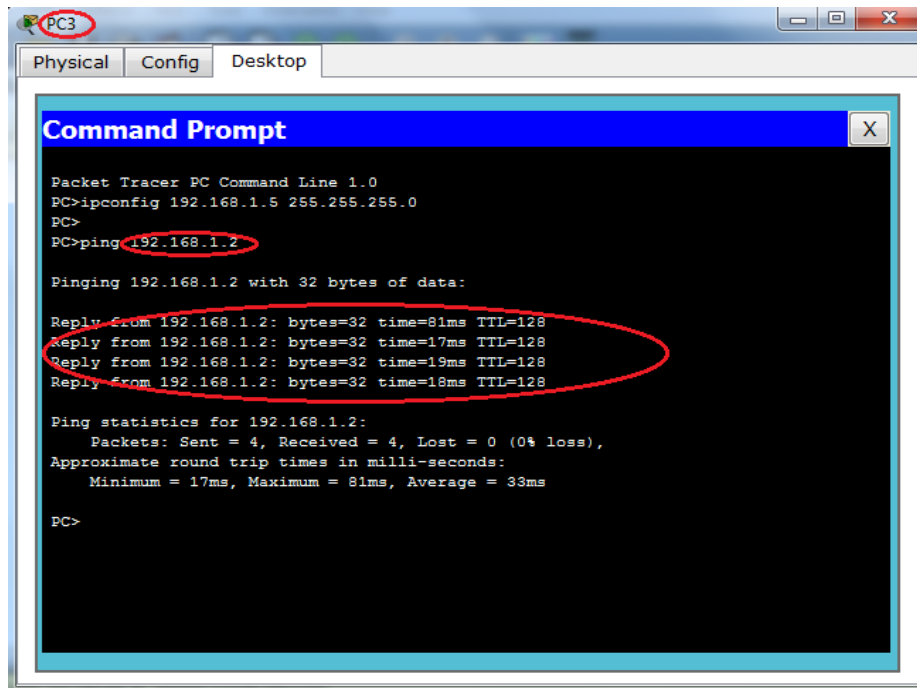 PC3
Physical Config Desktop
Command Prompt X
Packet Tracer PC Command Line 1.0
PC>ipconfig 192.168.1.5 255.255.255.0
PC>
PC>ping 192.168.1.2
Pinging 192.168.1.2 with 32 bytes of data:
Reply from 192.168.1.2: bytes=32 time=81ms TTL=128
Reply from 192.168.1.2: bytes=32 time=17ms TTL=128
Reply from 192.168.1.2: bytes=32 time=19ms TTL=128
Reply from 192.168.1.2: bytes=32 time=18ms TTL=128
Ping statistics for 192.168.1.2:
Packets: Sent = 4, Received = 4, Lost = 0 (0% loss),
Approximate round trip times in milli-seconds:
Minimum = 17ms, Maximum = 81ms, Average = 33ms
PC>